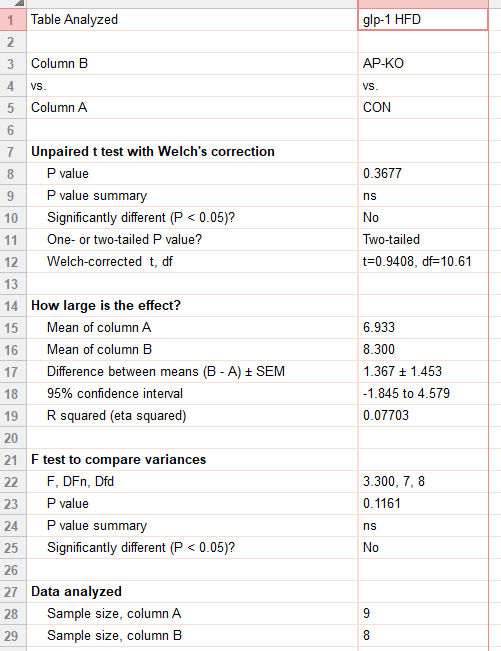 1 Table Analyzed glp-1 HFD
2
3 Column B AP-KO
4 vs. vs.
5 Column A CON
6
7 Unpaired t test with Welch's correction
8 P value 0.3677
9 P value summary ns
10 Significantly different (P < 0.05)? No
11 One- or two-tailed P value? Two-tailed
12 Welch-corrected t, df t=0.9408, df=10.61
13
14 How large is the effect?
15 Mean of column A 6.933
16 Mean of column B 8.300
17 Difference between means (B - A) ± SEM 1.367 ± 1.453
18 95% confidence interval -1.845 to 4.579
19 R squared (eta squared) 0.07703
20
21 F test to compare variances
22 F, DFn, Dfd 3.300, 7, 8
23 P value 0.1161
24 P value summary ns
25 Significantly different (P < 0.05)? No
26
27 Data analyzed
28 Sample size, column A 9
29 Sample size, column B 8